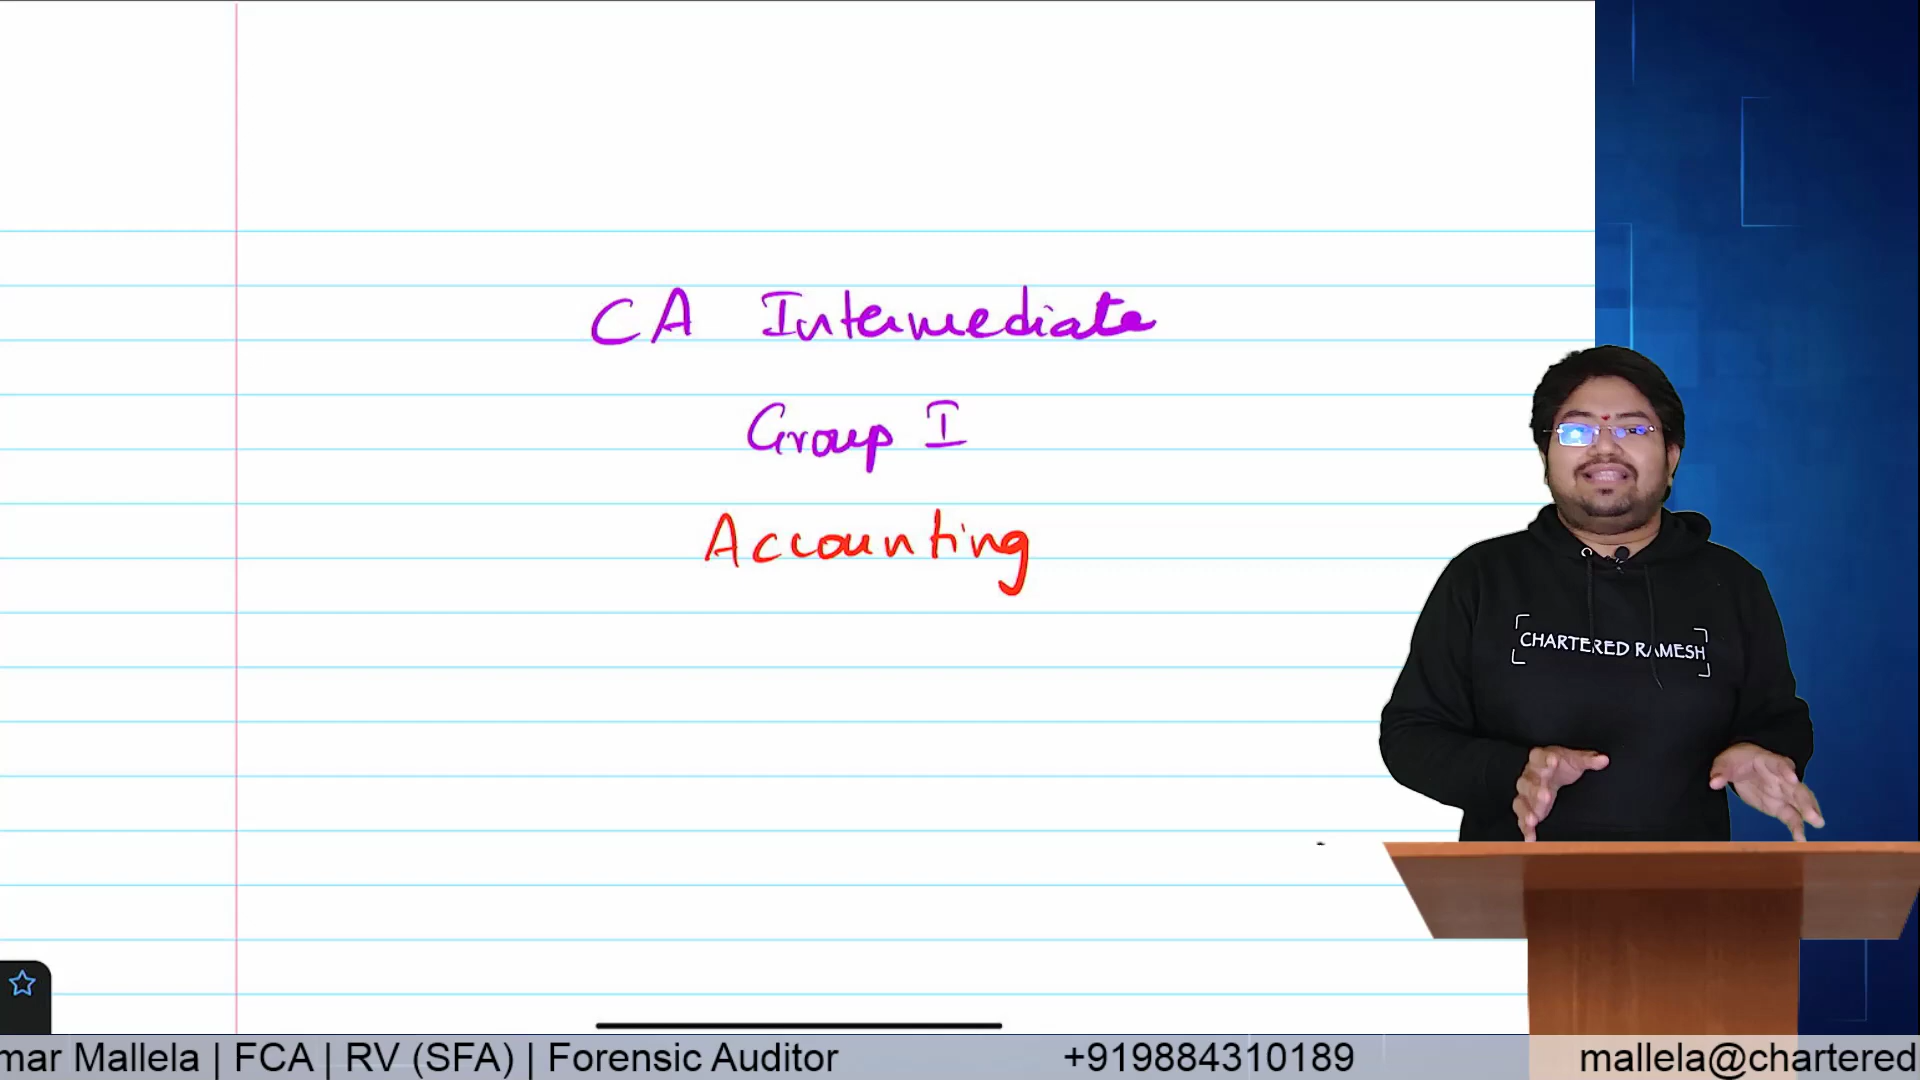 CA Intermediate
Group I
Accounting
CHARTERED RAMESH
mar Mallela | FCA | RV (SFA) | Forensic Auditor +919884310189 mallela@chartered